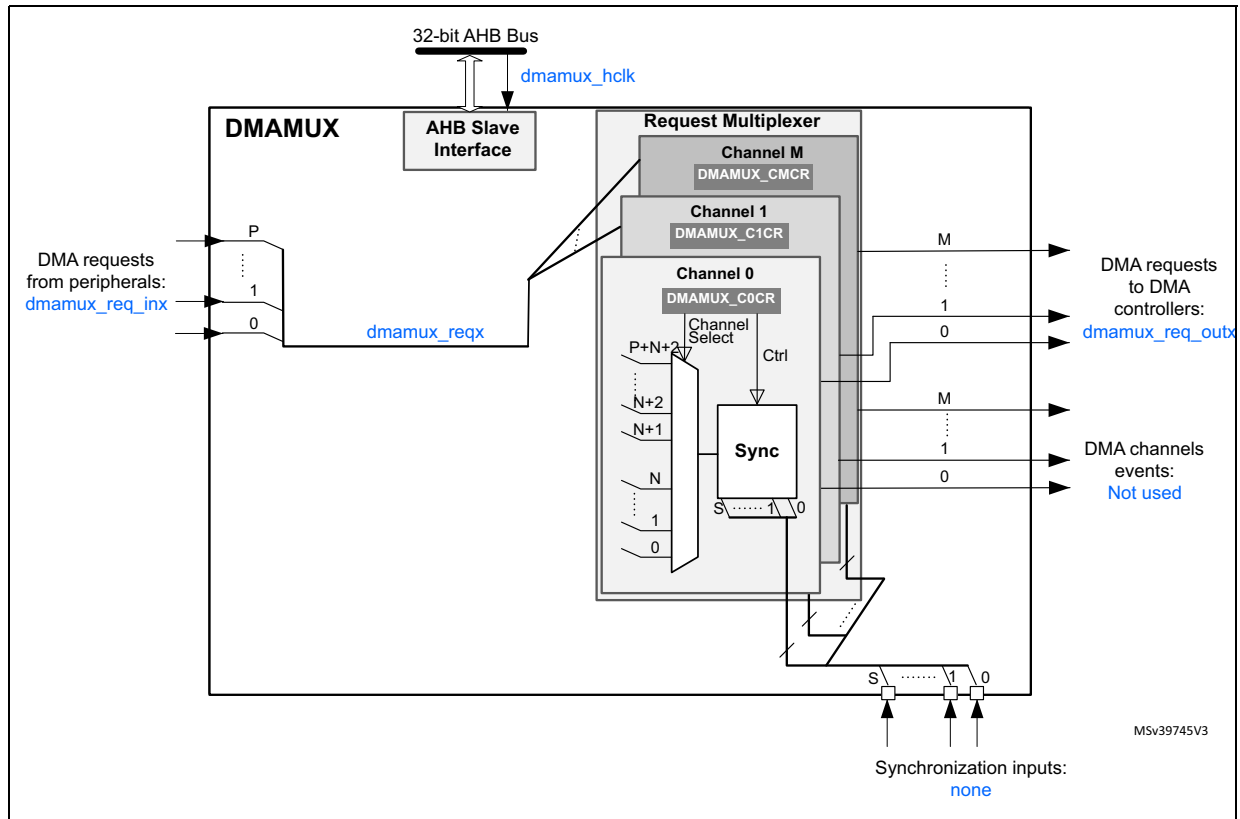 32-bit AHB Bus
dmamux_hclk
DMAMUX
AHB Slave
Interface
Request Multiplexer
Channel M
DMAMUX_CMCR
Channel 1
DMAMUX_C1CR
Channel 0
DMAMUX_C0CR
Channel
Select
Ctrl
P+N+2
N+2
N+1
N
1
0
Sync
S
1
0
DMA requests
from peripherals:
dmamux_req_inx
P
1
0
dmamux_reqx
M
1
0
DMA requests
to DMA
controllers:
dmamux_req_outx
M
1
0
DMA channels
events:
Not used
S
1
0
Synchronization inputs:
none
MSv39745V3